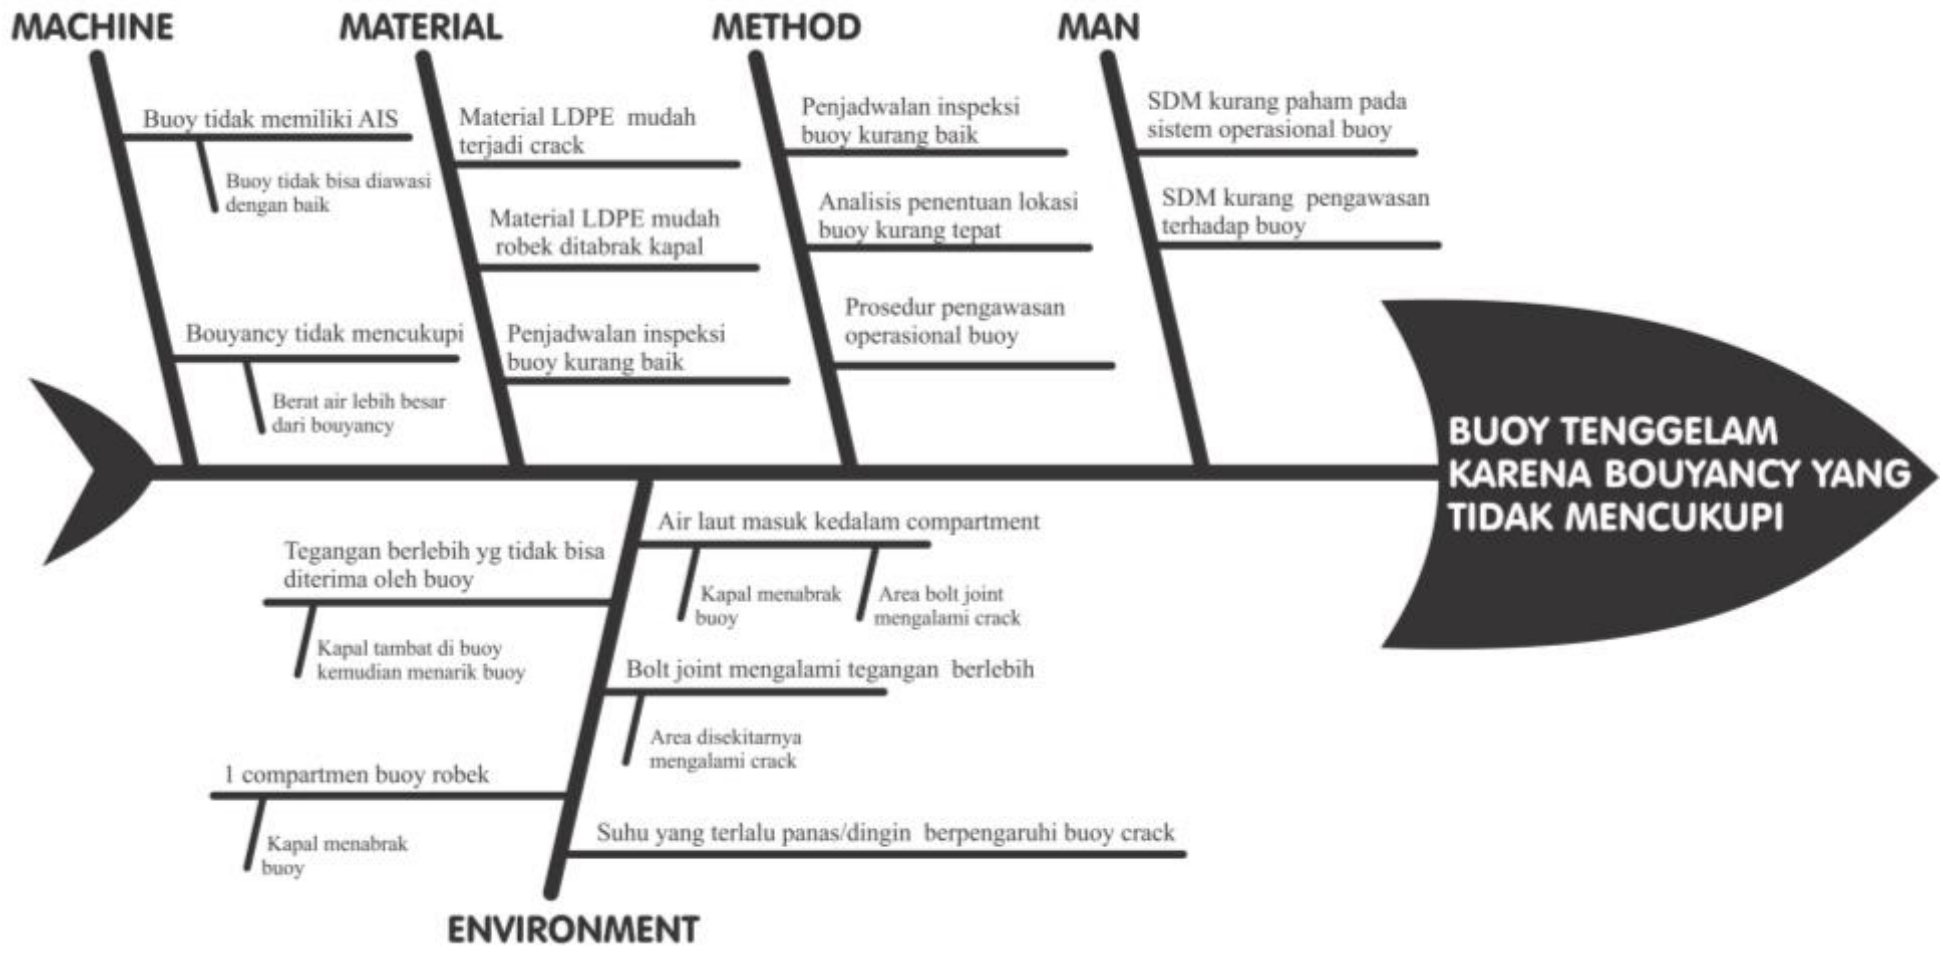 MACHINE
MATERIAL
METHOD
MAN
Buoy tidak memiliki AIS
Buoy tidak bisa diawasi
dengan baik
Bouyancy tidak mencukupi
Berat air lebih besar
dari bouyancy
Material LDPE mudah
terjadi crack
Material LDPE mudah
robek ditabrak kapal
Penjadwalan inspeksi
buoy kurang baik
Penjadwalan inspeksi
buoy kurang baik
Analisis penentuan lokasi
buoy kurang tepat
Prosedur pengawasan
operasional buoy
SDM kurang paham pada
sistem operasional buoy
SDM kurang pengawasan
terhadap buoy
BUOY TENGGELAM
KARENA BOUYANCY YANG
TIDAK MENCUKUPI
Tegangan berlebih yg tidak bisa
diterima oleh buoy
Kapal tambat di buoy
kemudian menarik buoy
1 compartmen buoy robek
Kapal menabrak
buoy
Air laut masuk kedalam compartment
Kapal menabrak
buoy
Area bolt joint
mengalami crack
Bolt joint mengalami tegangan berlebih
Area disekitarnya
mengalami crack
Suhu yang terlalu panas/dingin berpengaruhi buoy crack
ENVIRONMENT